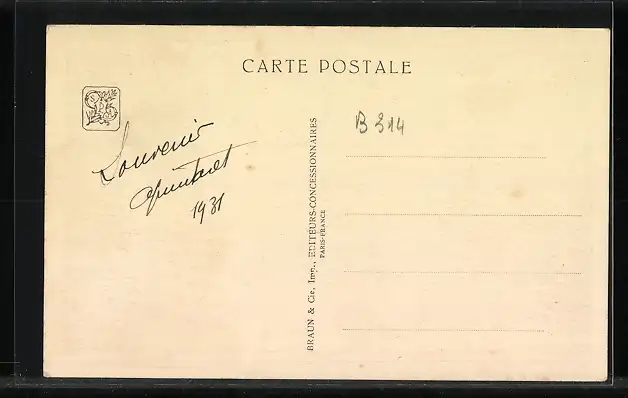 CARTE POSTALE
Souvenir
1931
B 314
BRAUN & Cie, Imp., EDITEURS-CONCESSIONNAIRES
PARIS-FRANCE